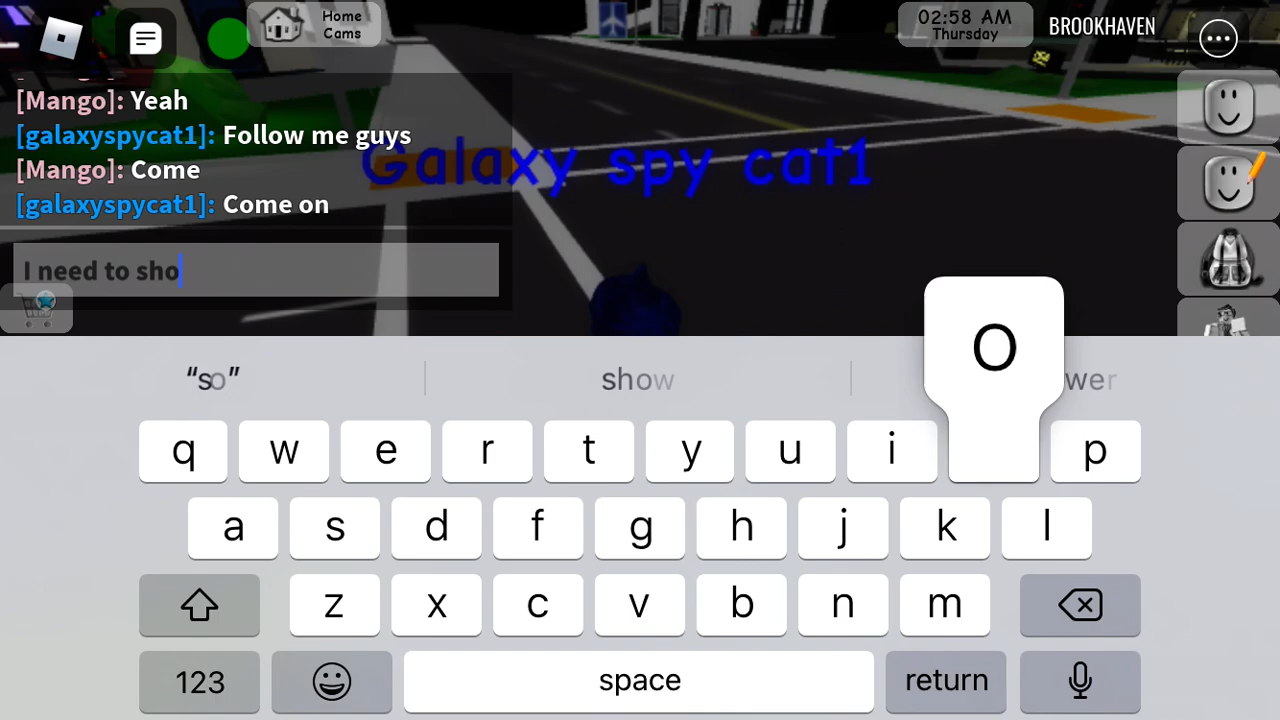 Home
Cams
02:58 AM
Thursday
BROOKHAVEN
[Mango]: Yeah
[galaxyspycat1]: Follow me guys
[Mango]: Come
[galaxyspycat1]: Come on
Galaxy spy cat1
I need to sho
“so”
show
wer
O
q w e r t y u i p
a s d f g h j k l
z x c v b n m
123
space
return